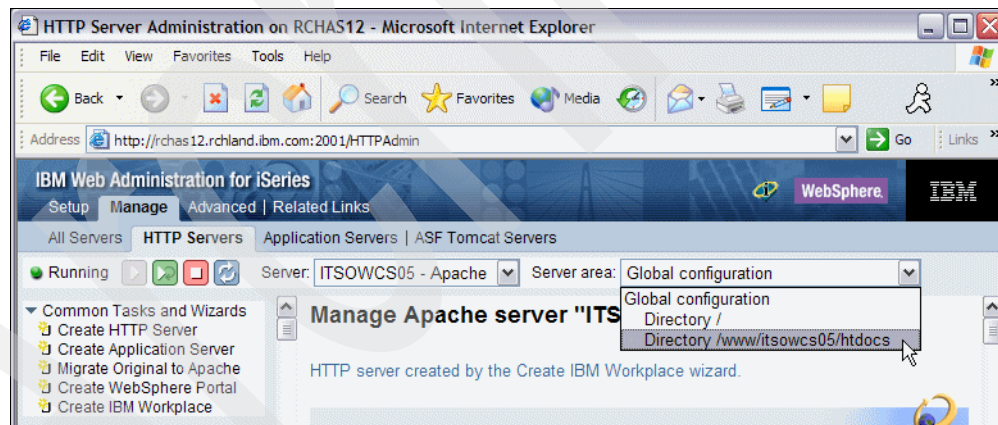 HTTP Server Administration on RCHAS12 - Microsoft Internet Explorer
File Edit View Favorites Tools Help
Back Search Favorites Media
Address http://rchas12.rchland.ibm.com:2001/HTTPAdmin Go Links
IBM Web Administration for iSeries WebSphere. IBM
Setup Manage Advanced | Related Links
All Servers HTTP Servers Application Servers | ASF Tomcat Servers
Running Server: ITSOWCS05 - Apache Server area: Global configuration
Global configuration
Directory /
Directory /www/itsowcs05/htdocs
Common Tasks and Wizards
Create HTTP Server
Create Application Server
Migrate Original to Apache
Create WebSphere Portal
Create IBM Workplace
Manage Apache server "ITS
HTTP server created by the Create IBM Workplace wizard.